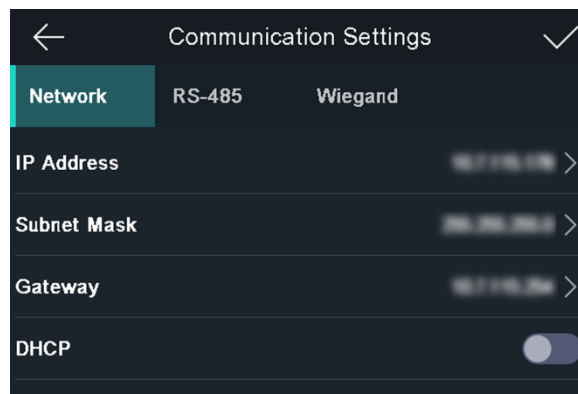 Communication Settings
Network RS-485 Wiegand
IP Address
Subnet Mask
Gateway
DHCP